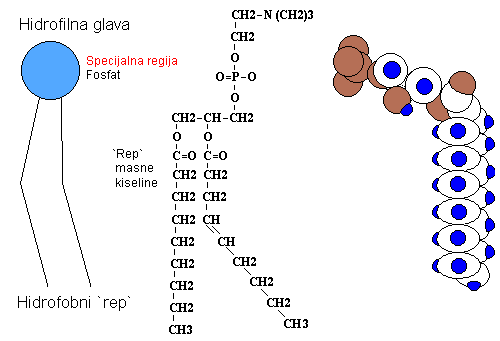 Hidrofilna glava
Specijalna regija
Fosfat
`Rep`
masne
kiseline
Hidrofobni `rep`
CH2-N (CH2)3
CH2
O
O=P-O
O
CH2-CH-CH2
O O
C=O C=O
CH2 CH2
CH2 CH2
CH2 CH
CH2 CH
CH2 CH2
CH2 CH2
CH2 CH2
CH3 CH3